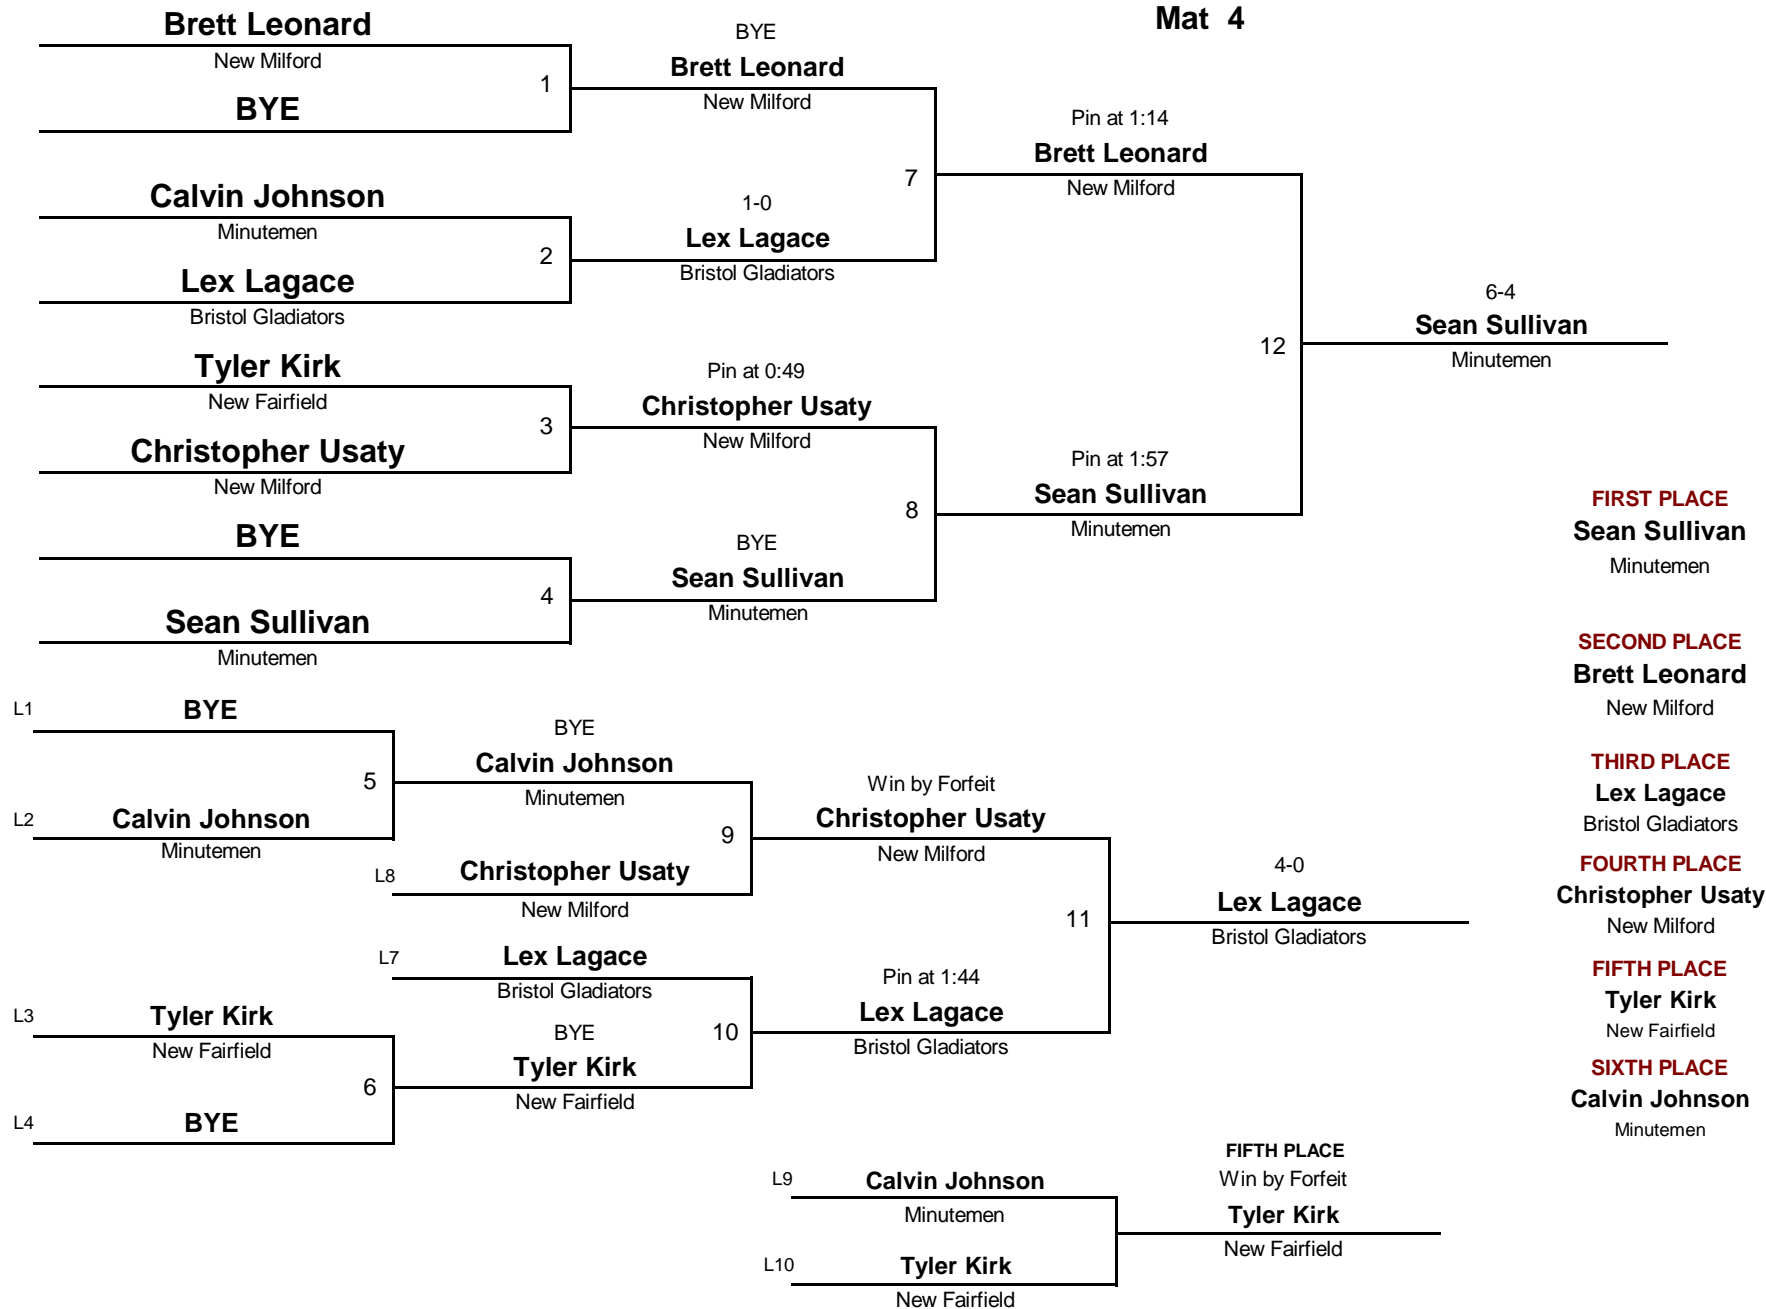 Mat 4
Brett Leonard
New Milford
1
BYE
Calvin Johnson
Minutemen
2
Lex Lagace
Bristol Gladiators
Tyler Kirk
New Fairfield
3
Christopher Usaty
New Milford
BYE
4
Sean Sullivan
Minutemen
BYE
Brett Leonard
New Milford
7
1-0
Lex Lagace
Bristol Gladiators
Pin at 0:49
Christopher Usaty
New Milford
8
BYE
Sean Sullivan
Minutemen
Pin at 1:14
Brett Leonard
New Milford
12
Pin at 1:57
Sean Sullivan
Minutemen
6-4
Sean Sullivan
Minutemen
L1
BYE
5
L2
Calvin Johnson
Minutemen
L3
Tyler Kirk
New Fairfield
6
L4
BYE
BYE
Calvin Johnson
Minutemen
9
L8
Christopher Usaty
New Milford
L7
Lex Lagace
Bristol Gladiators
10
BYE
Tyler Kirk
New Fairfield
Win by Forfeit
Christopher Usaty
New Milford
11
Pin at 1:44
Lex Lagace
Bristol Gladiators
4-0
Lex Lagace
Bristol Gladiators
L9
Calvin Johnson
Minutemen
L10
Tyler Kirk
New Fairfield
FIFTH PLACE
Win by Forfeit
Tyler Kirk
New Fairfield
FIRST PLACE
Sean Sullivan
Minutemen
SECOND PLACE
Brett Leonard
New Milford
THIRD PLACE
Lex Lagace
Bristol Gladiators
FOURTH PLACE
Christopher Usaty
New Milford
FIFTH PLACE
Tyler Kirk
New Fairfield
SIXTH PLACE
Calvin Johnson
Minutemen